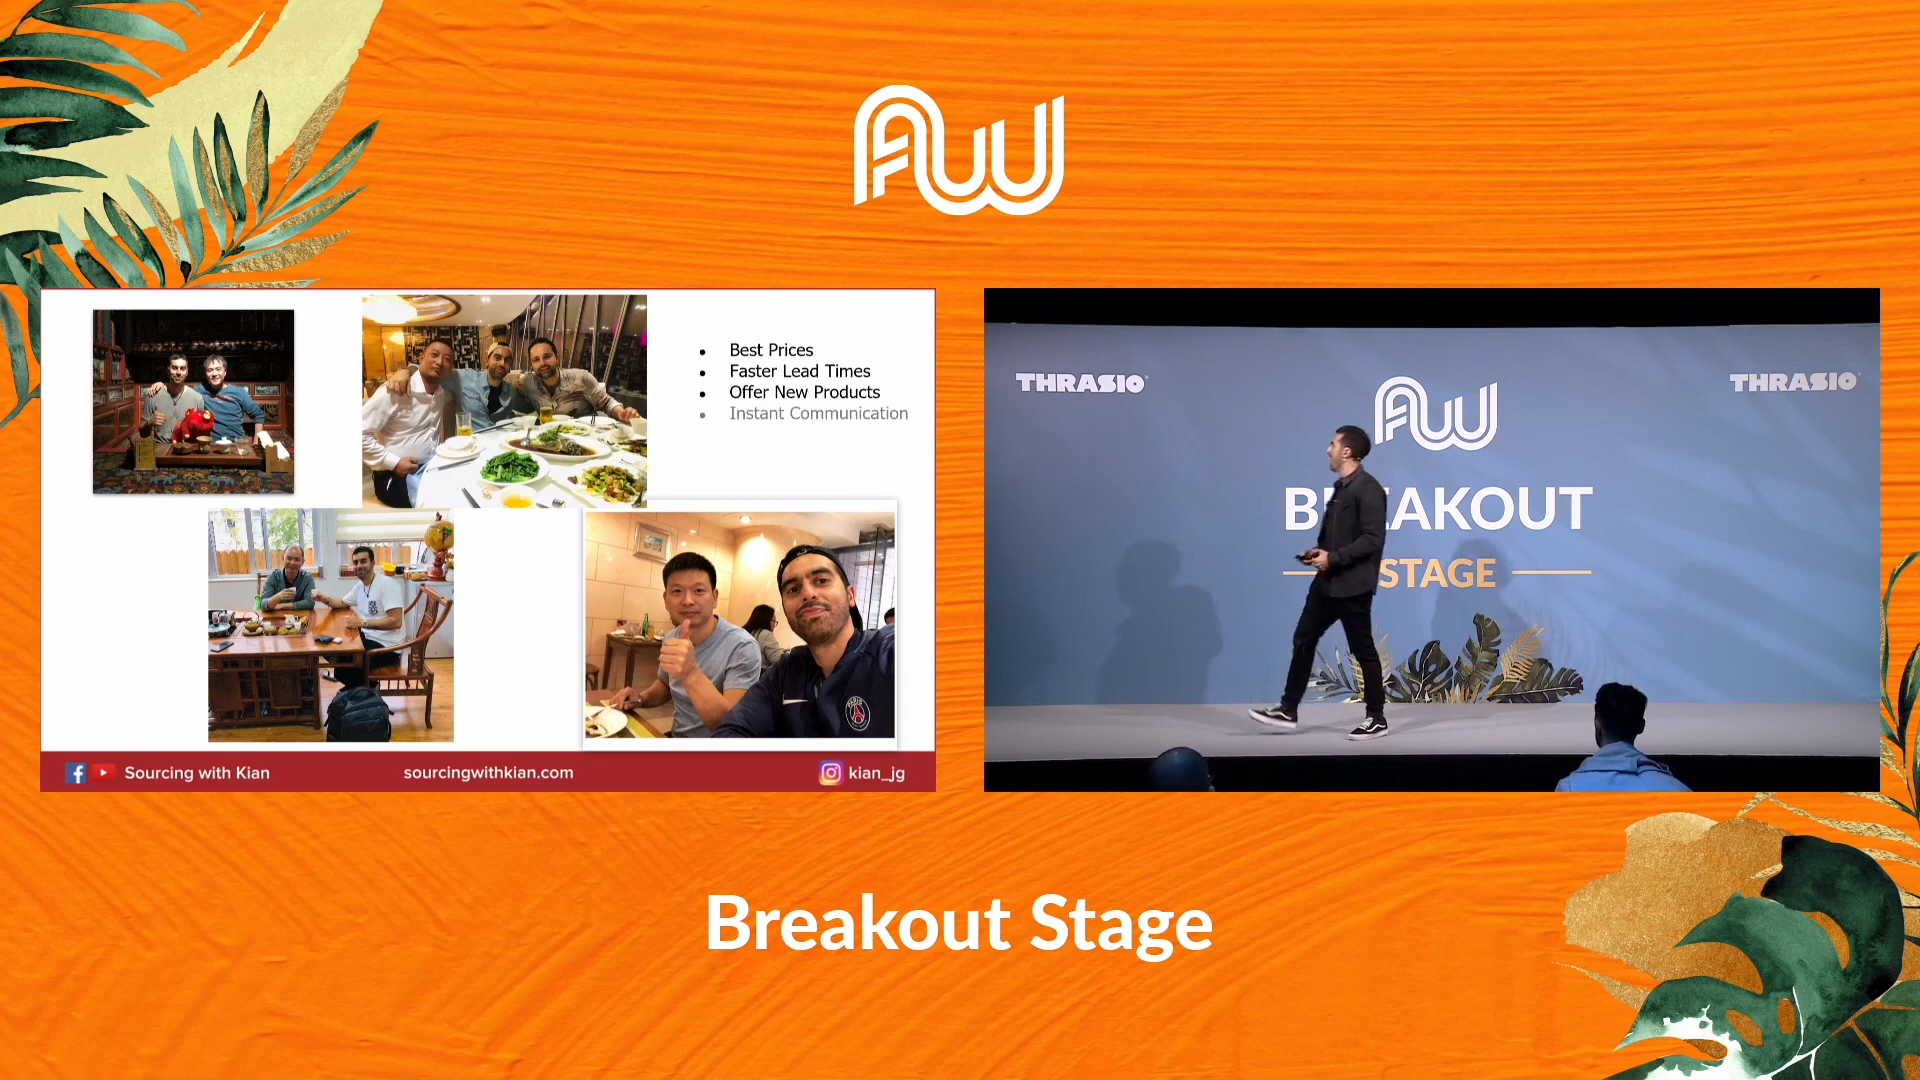 AW
Best Prices
Faster Lead Times
Offer New Products
Instant Communication
Sourcing with Kian
sourcingwithkian.com
kian_jg
THRASIO
THRASIO
AW
BREAKOUT
STAGE
Breakout Stage